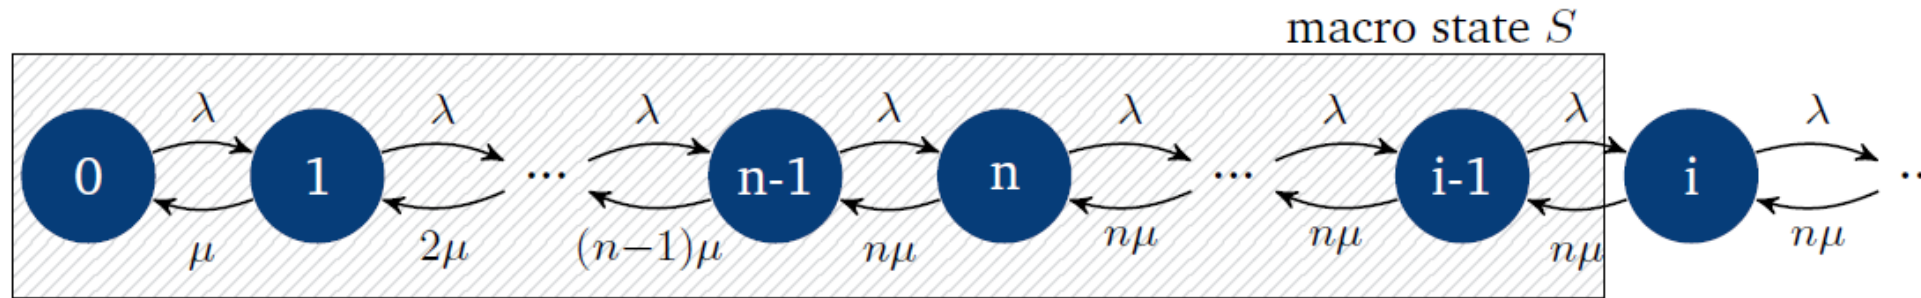 macro state S
λ λ λ λ λ λ λ λ
0 1 ... n-1 n ... i-1 i ..
μ 2μ (n−1)μ nμ nμ nμ nμ nμ